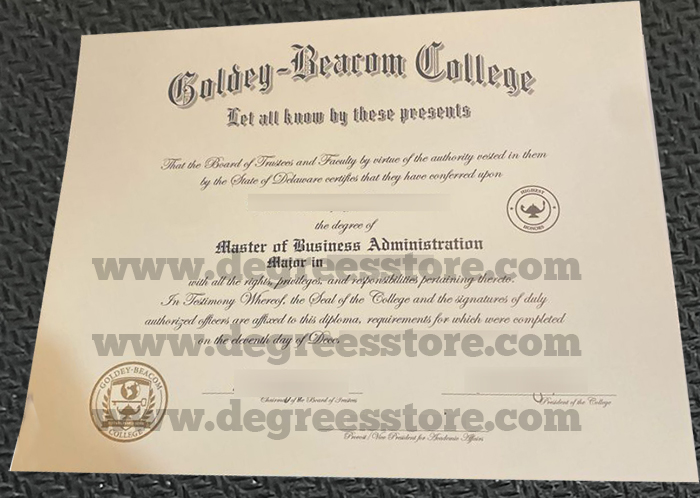 Goldey-Beacom College
Let all know by these presents
That the Board of Trustees and Faculty by virtue of the authority vested in them
by the State of Delaware certifies that they have conferred upon
the degree of
HIGHEST
HONORS
Master of Business Administration
Major in
www.degreesstore.com
with all the rights, privileges, and responsibilities pertaining thereto.
In Testimony Whereof, the Seal of the College and the signatures of duly
authorized officers are affixed to this diploma, requirements for which were completed
on the eleventh day of Dece
www.degreesstore.com
GOLDEY-BEACOM
COLLEGE
Chairman of the Board of Trustees
President of the College
www.degreesstore.com
Provost / Vice President for Academic Affairs